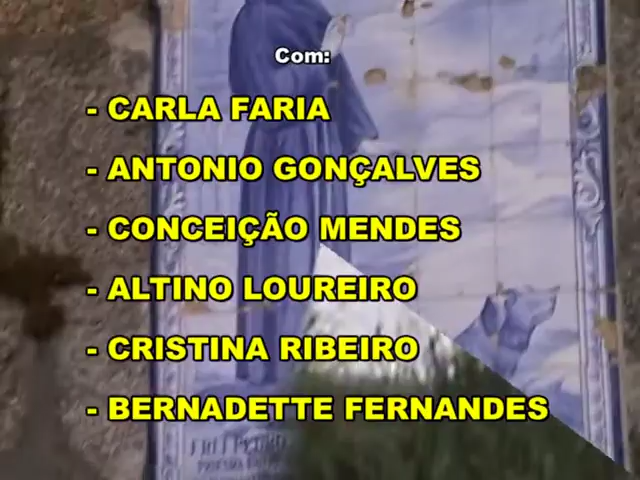 Com:
- CARLA FARIA
- ANTONIO GONÇALVES
- CONCEIÇÃO MENDES
- ALTINO LOUREIRO
- CRISTINA RIBEIRO
- BERNADETTE FERNANDES